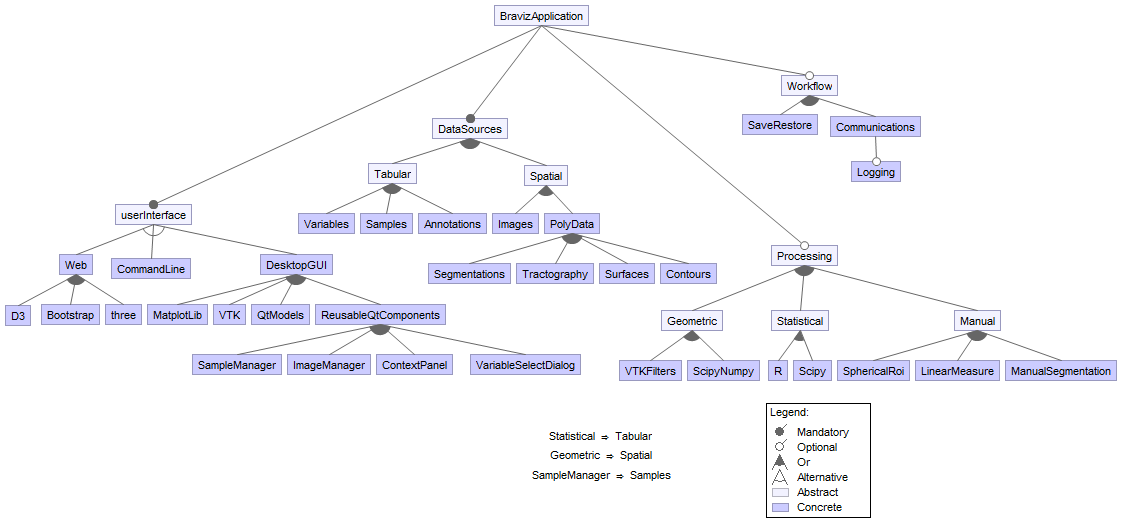 BravizApplication
Workflow
SaveRestore
Communications
Logging
DataSources
Tabular
Spatial
Variables
Samples
Annotations
Images
PolyData
Segmentations
Tractography
Surfaces
Contours
userInterface
Web
CommandLine
DesktopGUI
D3
Bootstrap
three
MatplotLib
VTK
QtModels
ReusableQtComponents
SampleManager
ImageManager
ContextPanel
VariableSelectDialog
Processing
Geometric
Statistical
Manual
VTKFilters
ScipyNumpy
R
Scipy
SphericalRoi
LinearMeasure
ManualSegmentation
Statistical ⇒ Tabular
Geometric ⇒ Spatial
SampleManager ⇒ Samples
Legend:
Mandatory
Optional
Or
Alternative
Abstract
Concrete